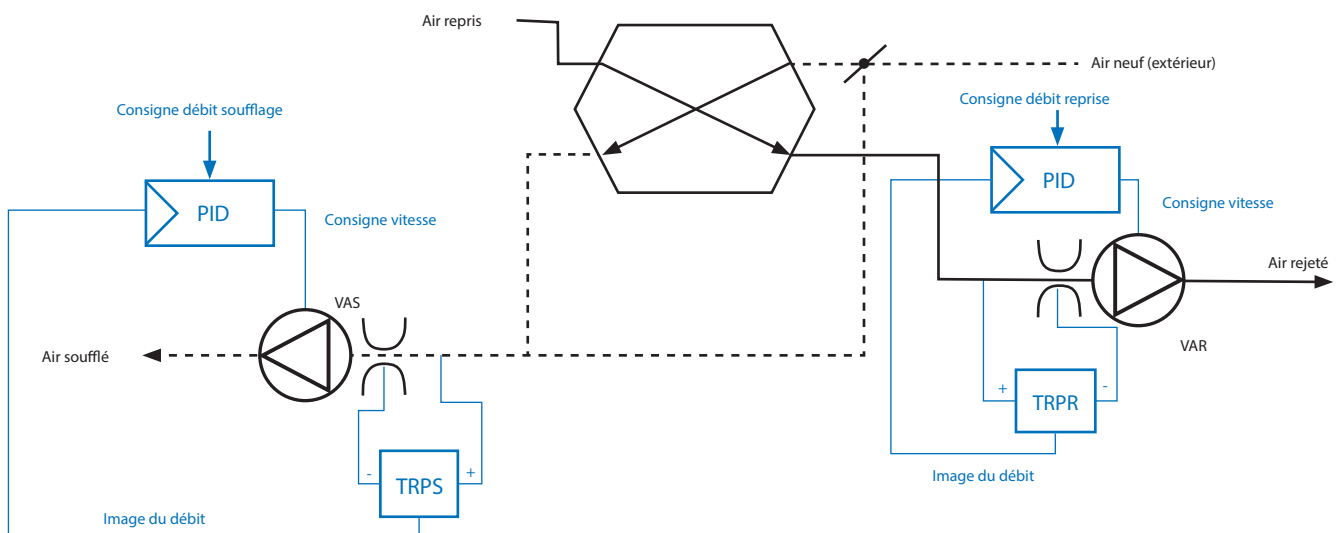 Air repris
Air neuf (extérieur)
Consigne débit soufflage
Consigne débit reprise
PID
PID
Consigne vitesse
Consigne vitesse
Air rejeté
VAS
VAR
Air soufflé
+
TRPR
-
-
TRPS
+
Image du débit
Image du débit